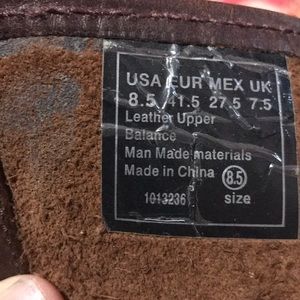 USA EUR MEX UK
8.5 41.5 27.5 7.5
Leather Upper
Balance
Man Made materials
Made in China 8.5
1013236 size